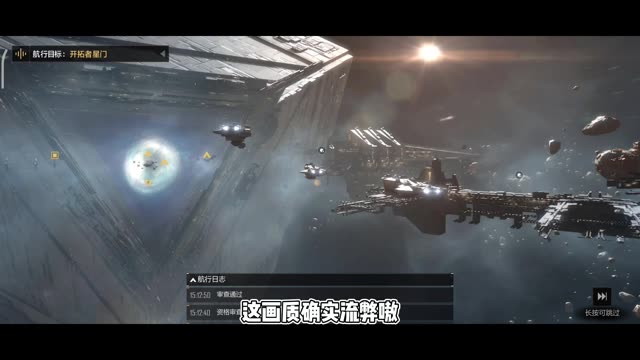 航行目标：开拓者星门
航行日志
15:12:50 审查通过
15:12:40 资格审
这画质确实流弊嗷
长按可跳过